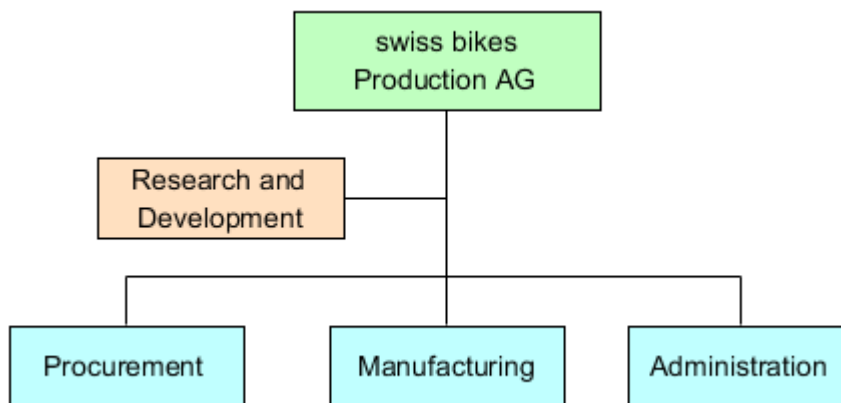 swiss bikes
Production AG
Research and
Development
Procurement
Manufacturing
Administration